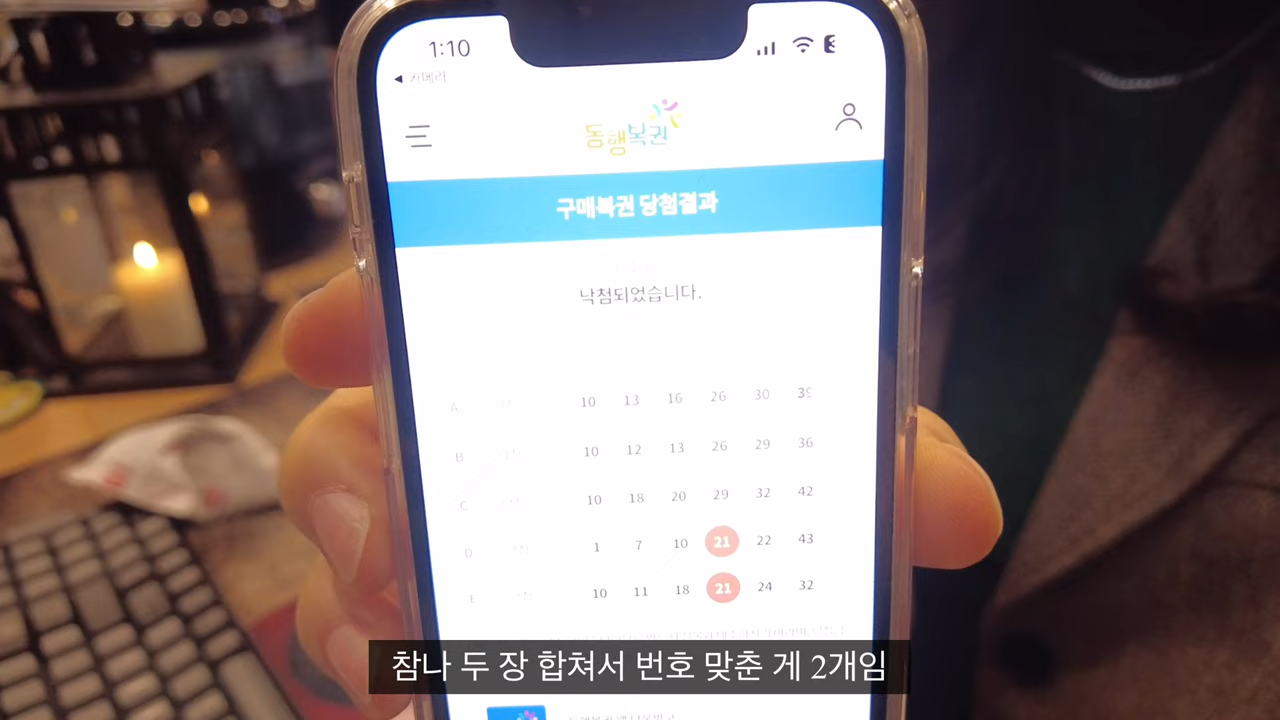 1:10
카메라
동행복권
구매복권 당첨결과
낙첨되었습니다.
A 10 13 16 26 30 39
B 10 12 13 26 29 36
C 10 18 20 29 32 42
D 1 7 10 21 22 43
E 10 11 18 21 24 32
참나 두 장 합쳐서 번호 맞춘 게 2개임